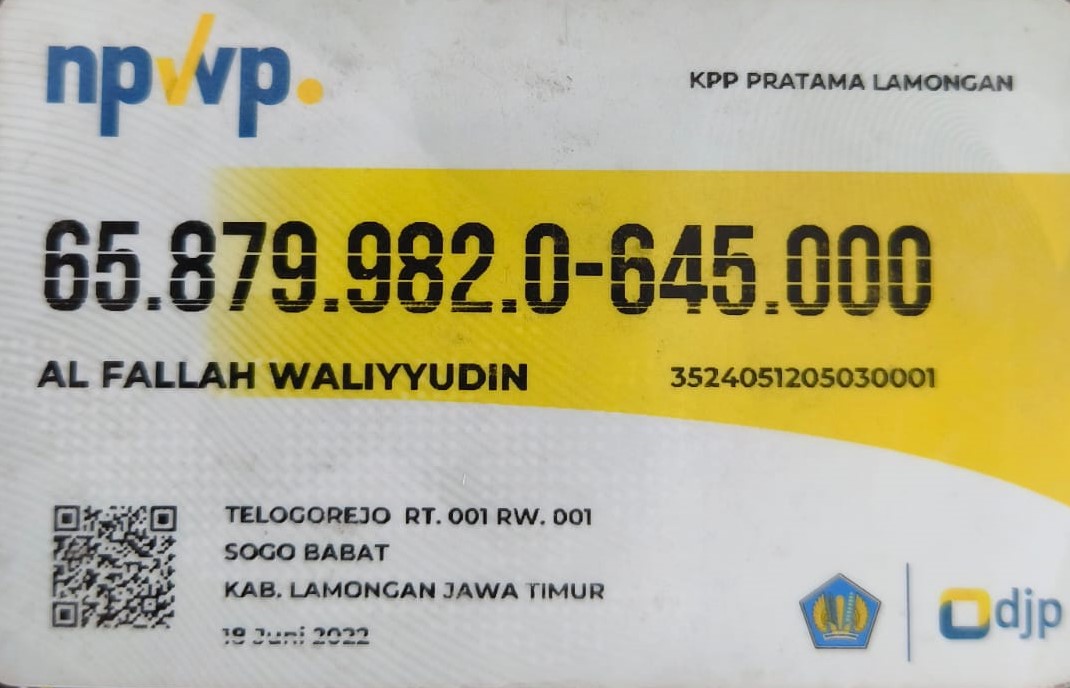 npwp.
KPP PRATAMA LAMONGAN
65.879.982.0-645.000
AL FALLAH WALIYYUDIN
3524051205030001
TELOGOREJO RT. 001 RW. 001
SOGO BABAT
KAB. LAMONGAN JAWA TIMUR
18 Juni 2022
djp